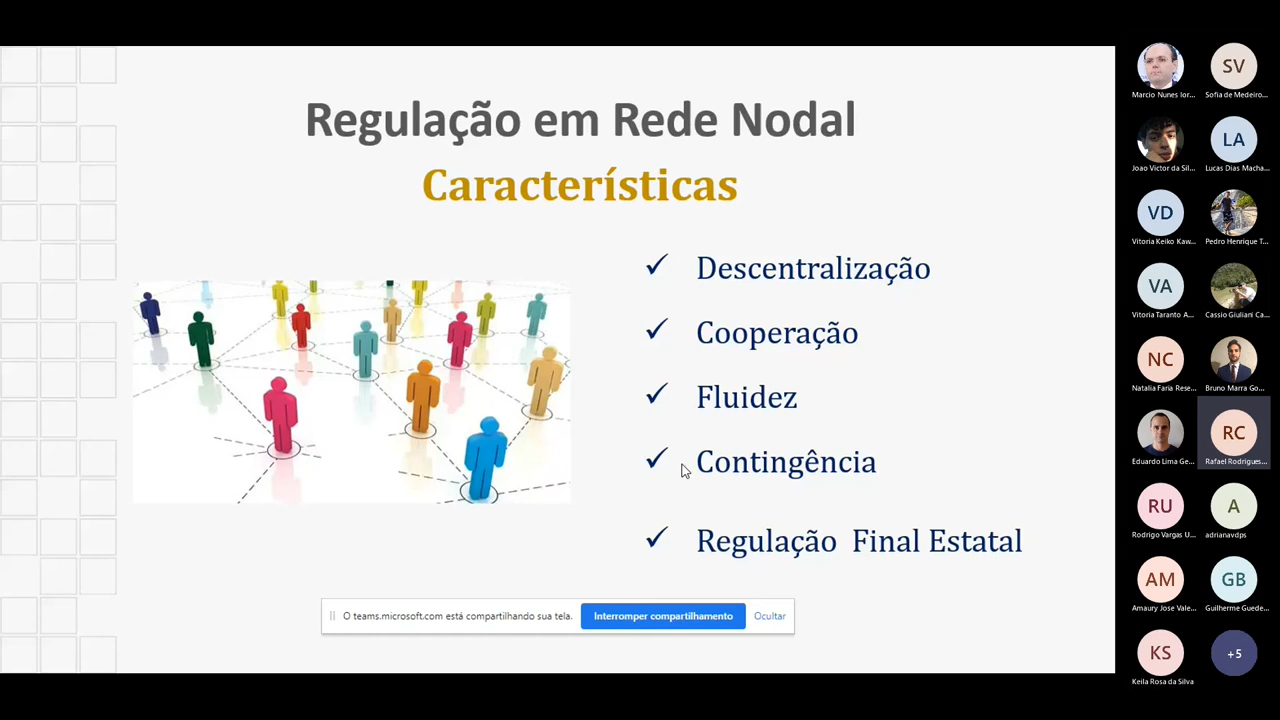 Regulação em Rede Nodal
Características
Descentralização
Cooperação
Fluidez
Contingência
Regulação Final Estatal
O teams.microsoft.com está compartilhando sua tela.
Interromper compartilhamento
Ocultar
Marcio Nunes Ior...
SV
Sofia de Medeiro...
Joao Victor da Sil...
LA
Lucas Dias Macha...
VD
Vitoria Keiko Kaw...
Pedro Henrique T...
VA
Vitoria Taranto A...
Cassio Giuliani Ca...
NC
Natalia Faria Rese...
Bruno Marra Go...
Eduardo Lima Ge...
RC
Rafael Rodrigues...
RU
Rodrigo Vargas U...
A
adrianavdps
AM
Amaury Jose Vale...
GB
Guilherme Guede...
KS
Keila Rosa da Silva
+5